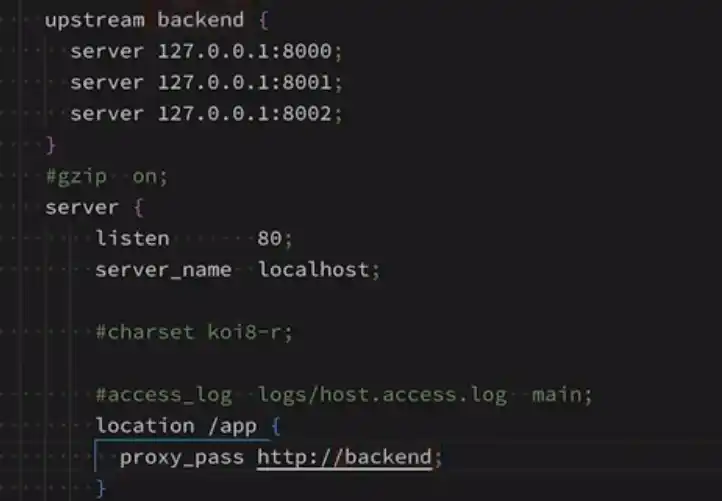 upstream backend {
server 127.0.0.1:8000;
server 127.0.0.1:8001;
server 127.0.0.1:8002;
}
#gzip on;
server {
listen 80;
server_name localhost;
#charset koi8-r;
#access_log logs/host.access.log main;
location /app {
proxy_pass http://backend;
}